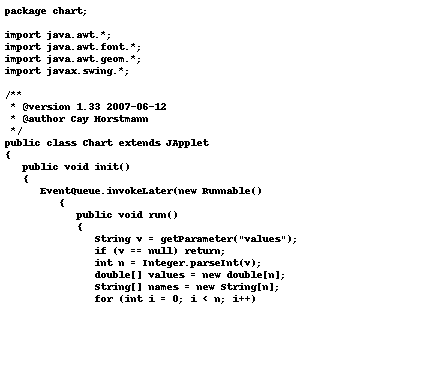 package chart;

import java.awt.*;
import java.awt.font.*;
import java.awt.geom.*;
import javax.swing.*;

/**
 * @version 1.33 2007-06-12
 * @author Cay Horstmann
 */
public class Chart extends JApplet
{
   public void init()
   {
      EventQueue.invokeLater(new Runnable()
         {
            public void run()
            {
               String v = getParameter("values");
               if (v == null) return;
               int n = Integer.parseInt(v);
               double[] values = new double[n];
               String[] names = new String[n];
               for (int i = 0; i < n; i++)